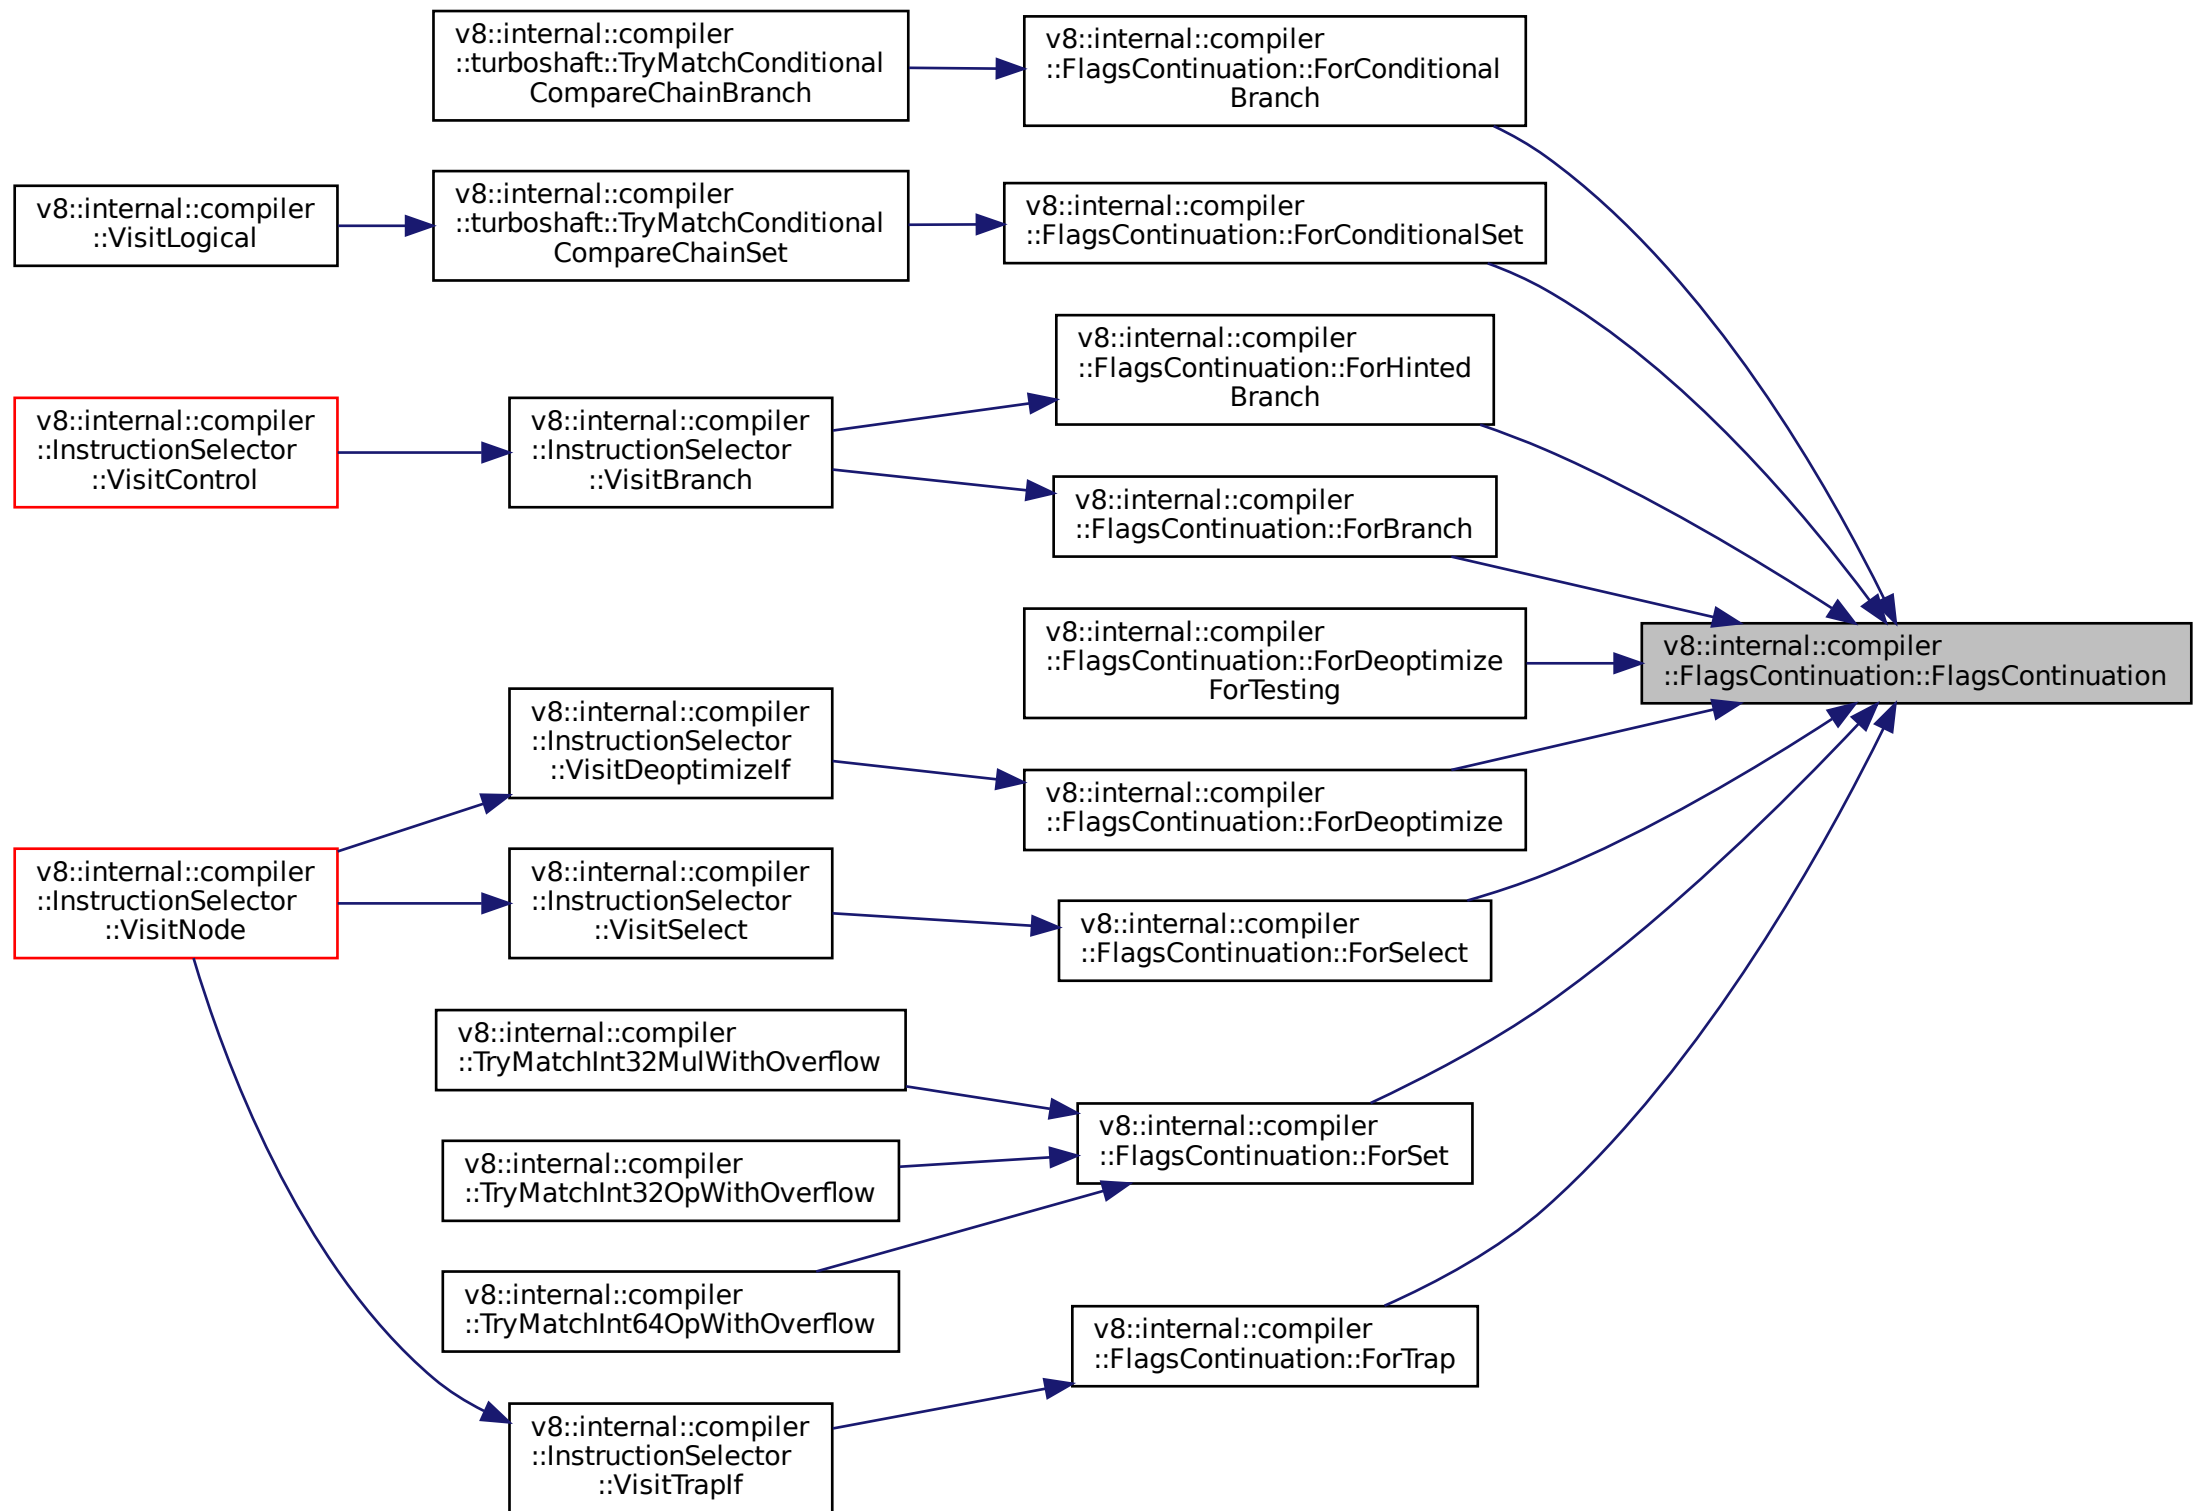 v8::internal::compiler
::turboshaft::TryMatchConditional
CompareChainBranch
v8::internal::compiler
::FlagsContinuation::ForConditional
Branch
v8::internal::compiler
::VisitLogical
v8::internal::compiler
::turboshaft::TryMatchConditional
CompareChainSet
v8::internal::compiler
::FlagsContinuation::ForConditionalSet
v8::internal::compiler
::FlagsContinuation::ForHinted
Branch
v8::internal::compiler
::InstructionSelector
::VisitControl
v8::internal::compiler
::InstructionSelector
::VisitBranch
v8::internal::compiler
::FlagsContinuation::ForBranch
v8::internal::compiler
::FlagsContinuation::ForDeoptimize
ForTesting
v8::internal::compiler
::FlagsContinuation::FlagsContinuation
v8::internal::compiler
::InstructionSelector
::VisitDeoptimizeIf
v8::internal::compiler
::FlagsContinuation::ForDeoptimize
v8::internal::compiler
::InstructionSelector
::VisitNode
v8::internal::compiler
::InstructionSelector
::VisitSelect
v8::internal::compiler
::FlagsContinuation::ForSelect
v8::internal::compiler
::TryMatchInt32MulWithOverflow
v8::internal::compiler
::FlagsContinuation::ForSet
v8::internal::compiler
::TryMatchInt32OpWithOverflow
v8::internal::compiler
::TryMatchInt64OpWithOverflow
v8::internal::compiler
::FlagsContinuation::ForTrap
v8::internal::compiler
::InstructionSelector
::VisitTrapIf